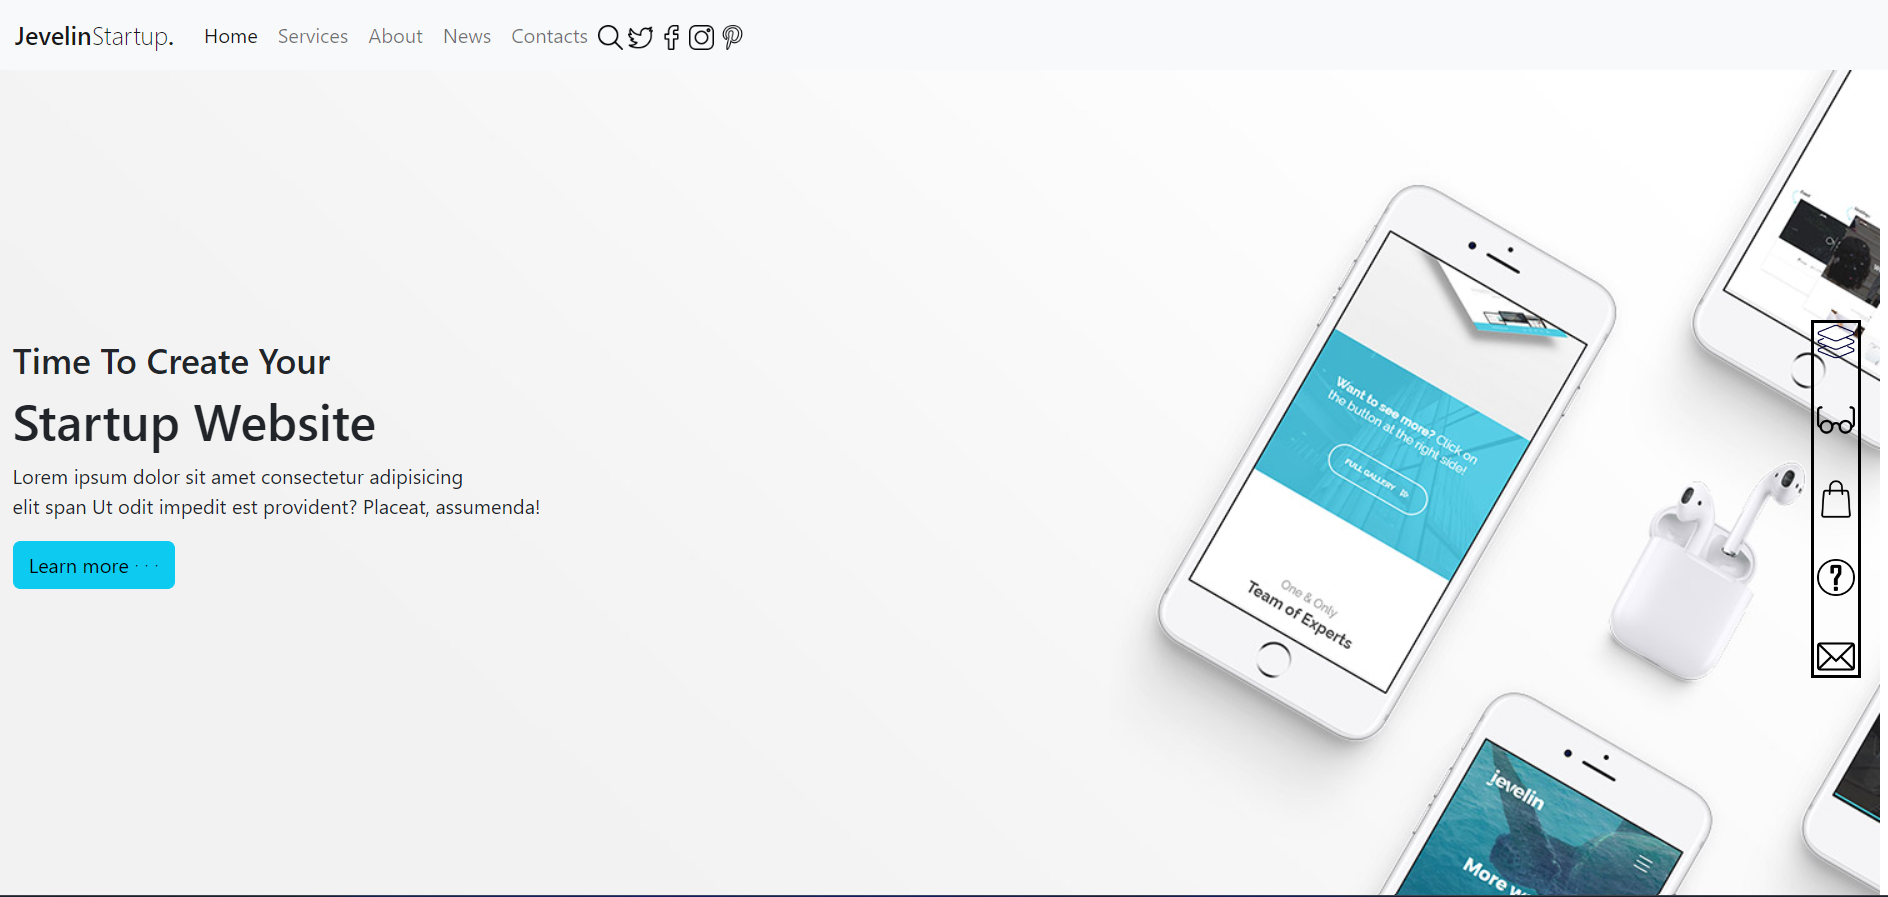 JevelinStartup. Home Services About News Contacts
Time To Create Your
Startup Website
Lorem ipsum dolor sit amet consectetur adipisicing
elit span Ut odit impedit est provident? Placeat, assumenda!
Learn more · · ·
Want to see more? Click on
the button at the right side!
FULL GALLERY
One & Only
Team of Experts
jevelin
More